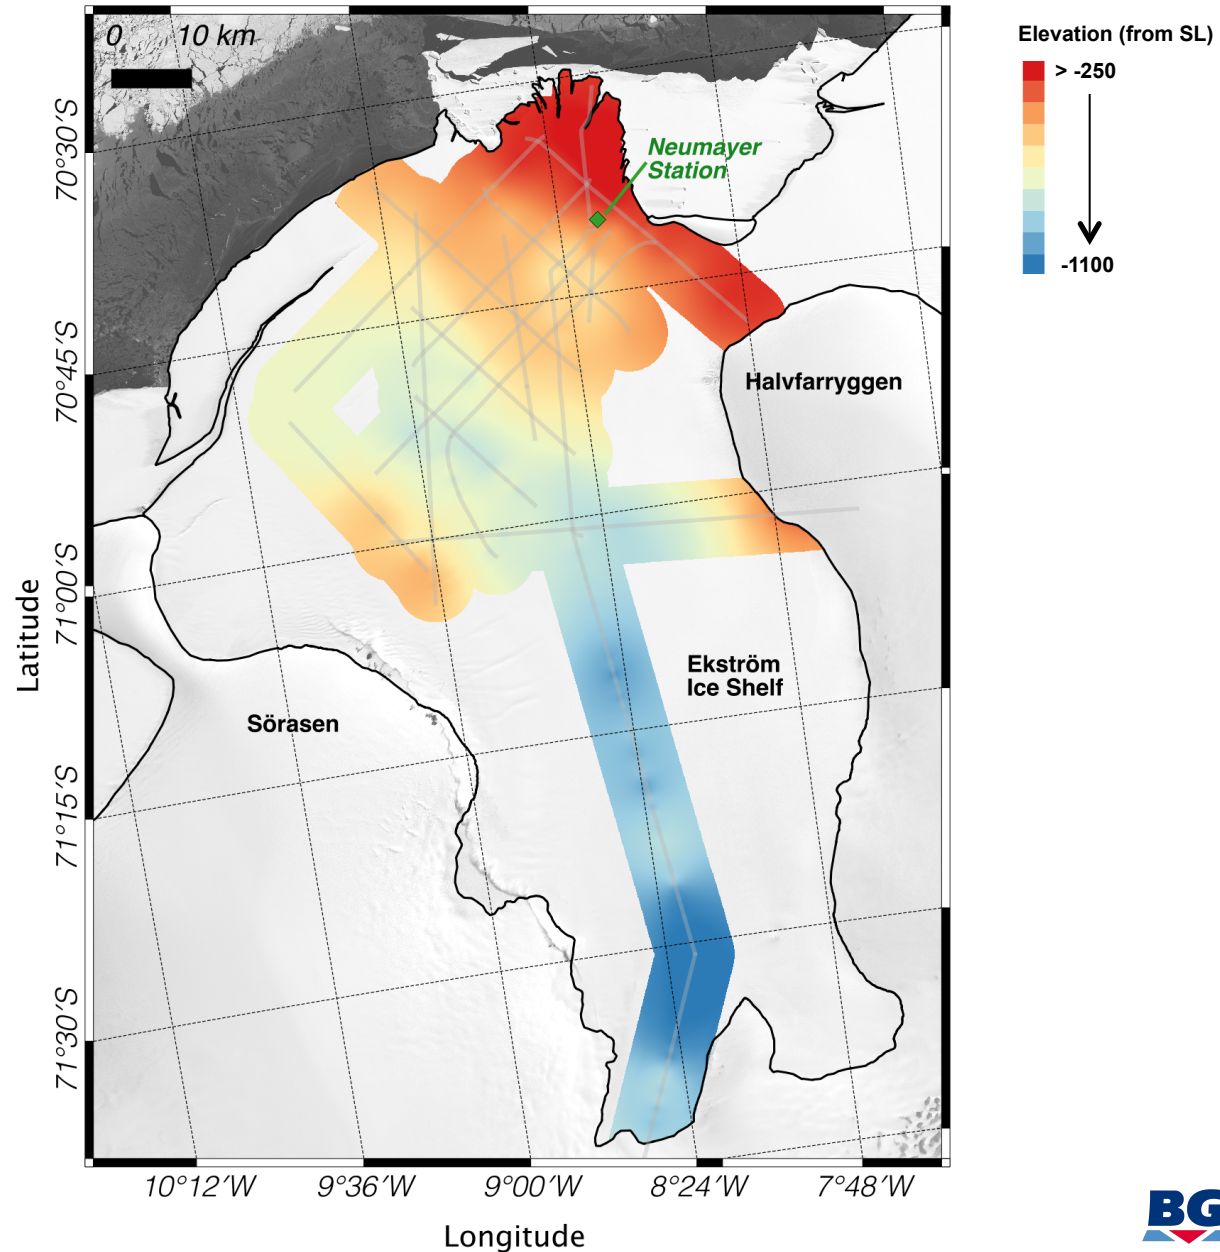 0 10 km
Elevation (from SL)
> -250
-1100
Neumayer
Station
Halvfarryggen
Ekström
Ice Shelf
Sörasen
70°30'S
70°45'S
71°00'S
71°15'S
71°30'S
Latitude
10°12'W 9°36'W 9°00'W 8°24'W 7°48'W
Longitude
BG